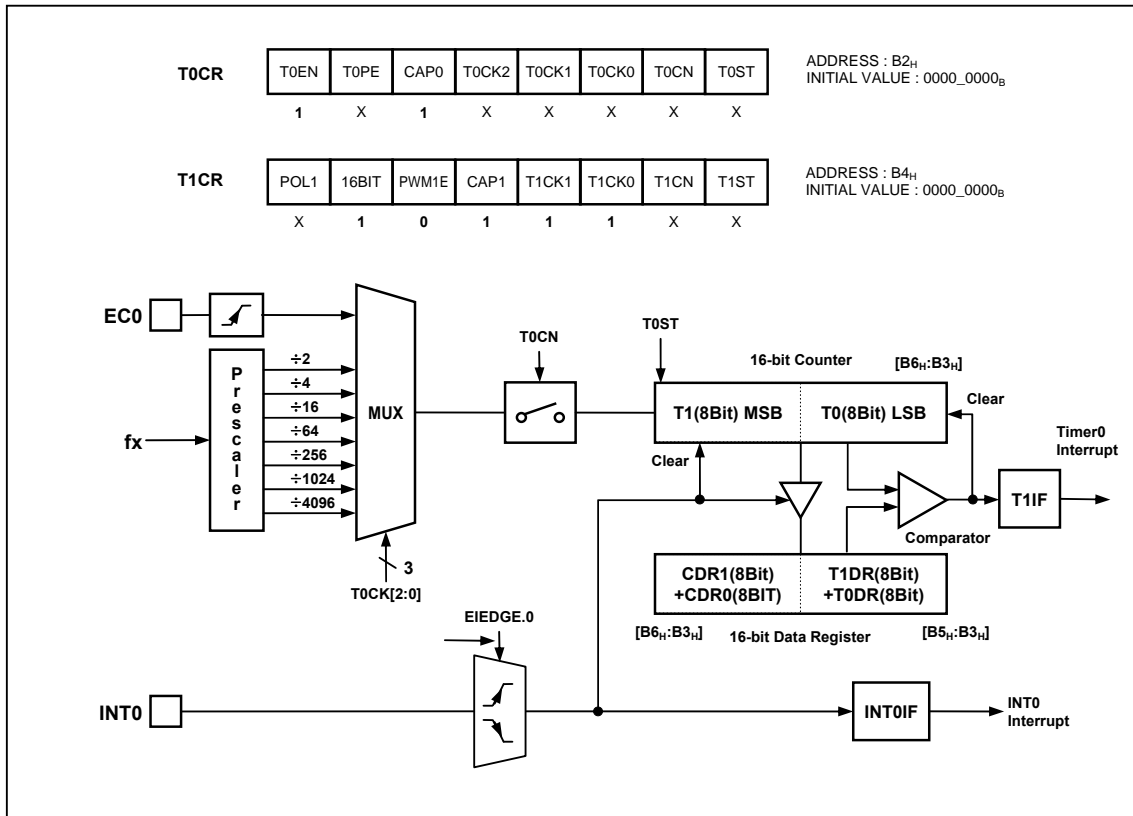 T0CR
T0EN T0PE CAP0 T0CK2 T0CK1 T0CK0 T0CN T0ST
1 X 1 X X X X X
ADDRESS : B2H
INITIAL VALUE : 0000_0000B
T1CR
POL1 16BIT PWM1E CAP1 T1CK1 T1CK0 T1CN T1ST
X 1 0 1 1 1 X X
ADDRESS : B4H
INITIAL VALUE : 0000_0000B
EC0
fx
Prescaler
÷2
÷4
÷16
÷64
÷256
÷1024
÷4096
MUX
3
T0CK[2:0]
T0CN
T0ST
16-bit Counter
[B6H:B3H]
T1(8Bit) MSB
T0(8Bit) LSB
Clear
Clear
Comparator
T1IF
Timer0
Interrupt
CDR1(8Bit)
+CDR0(8BIT)
T1DR(8Bit)
+T0DR(8Bit)
[B6H:B3H]
16-bit Data Register
[B5H:B3H]
EIEDGE.0
INT0
INT0IF
INT0
Interrupt